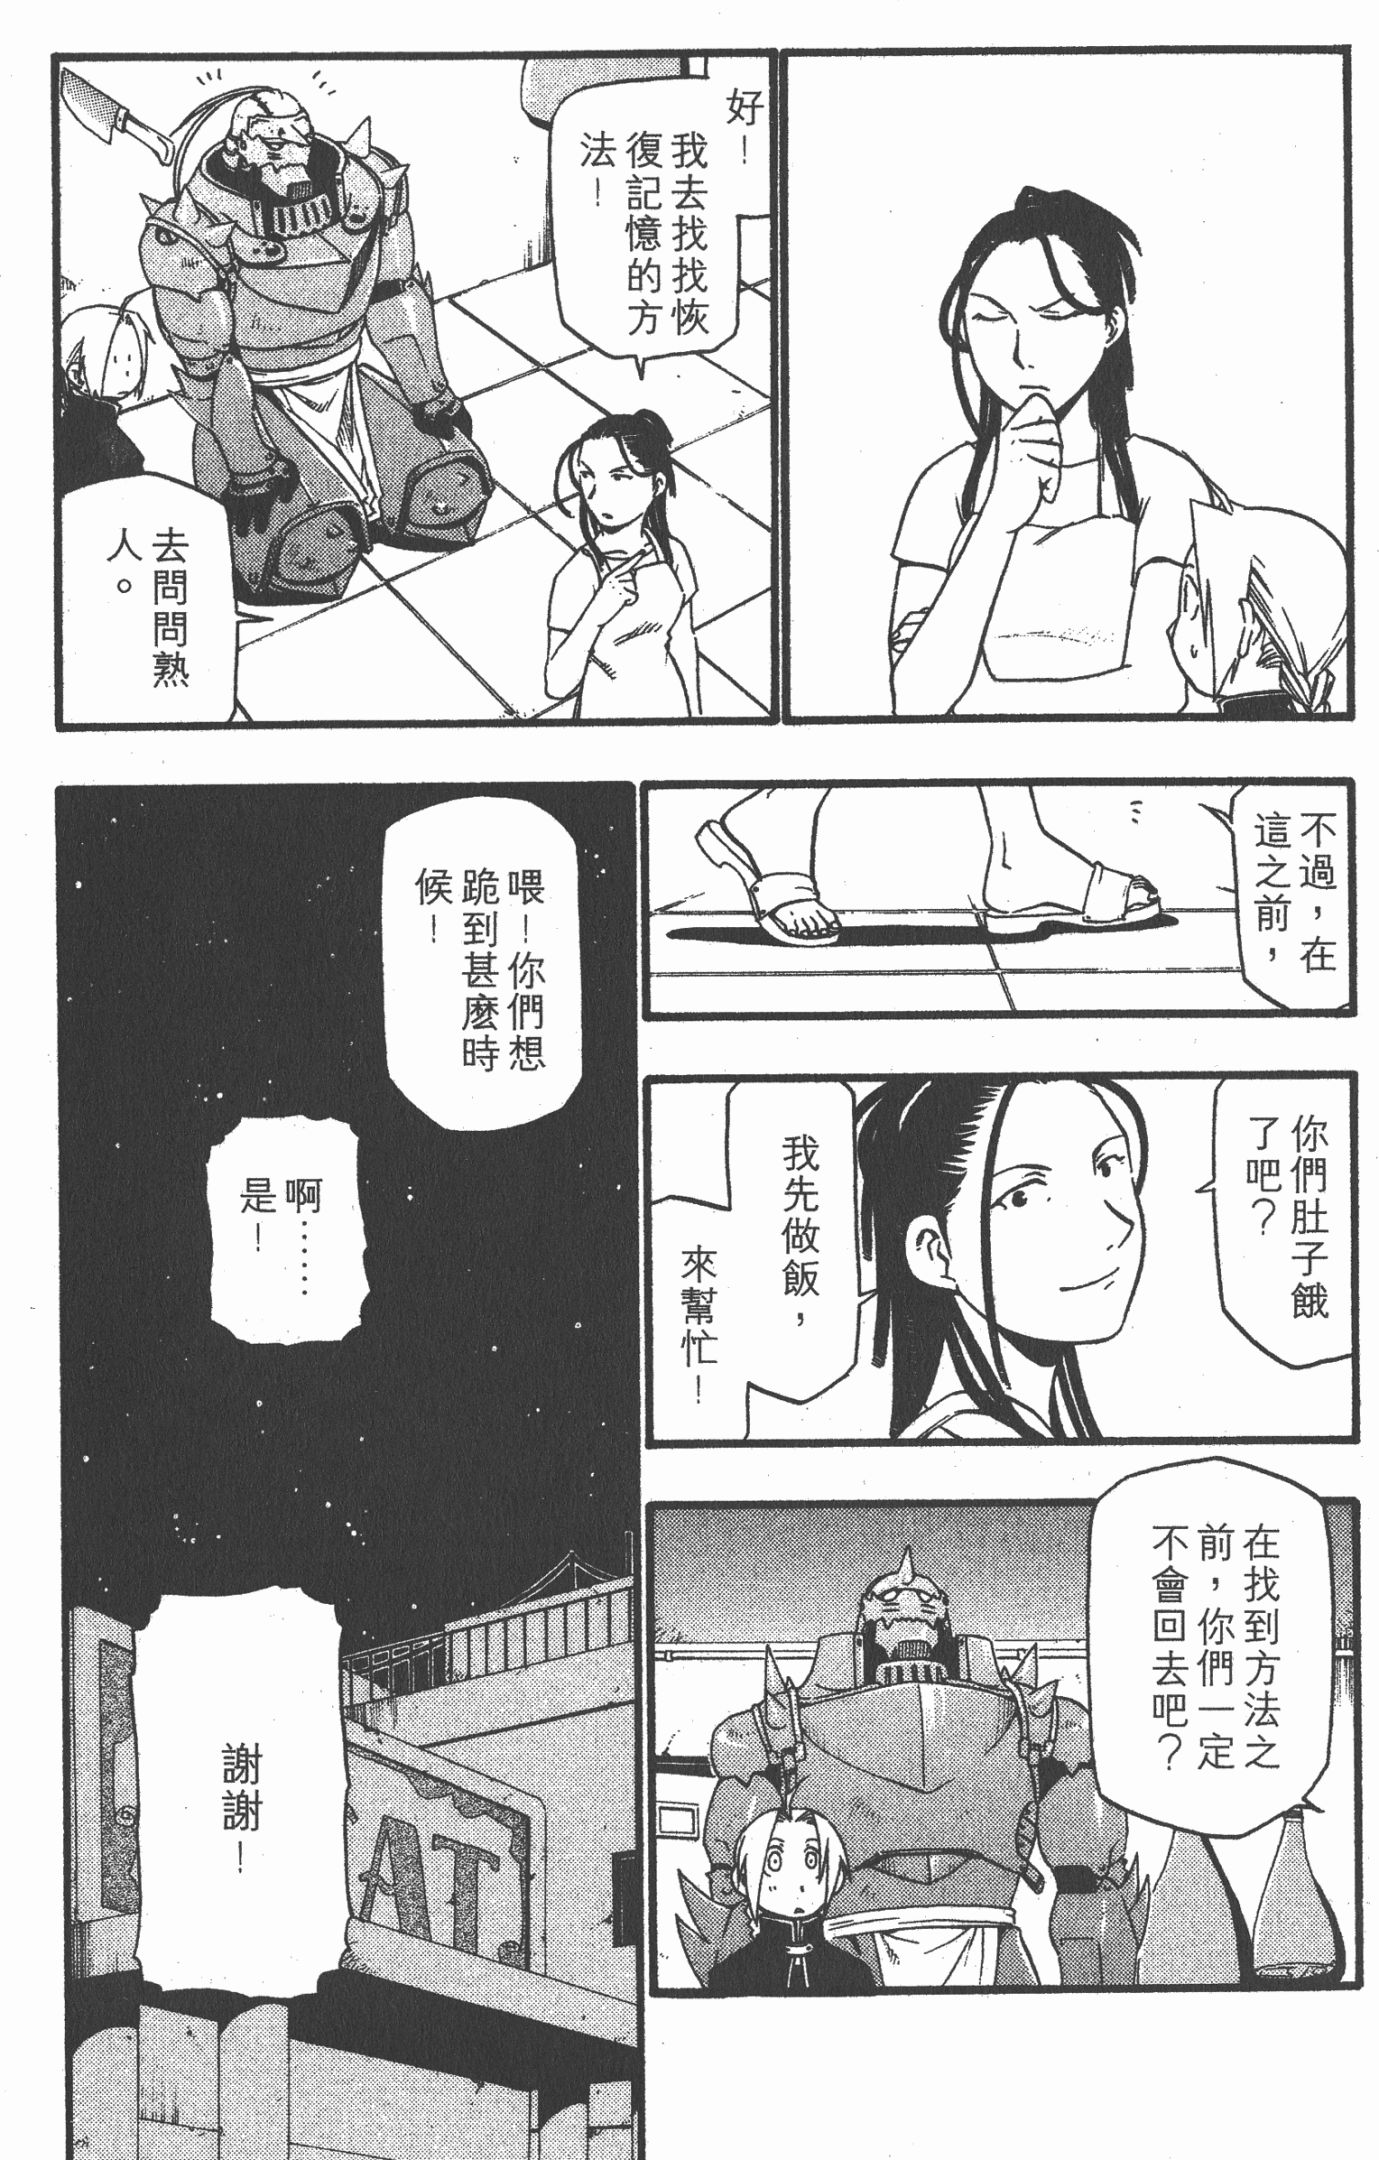 好！
我去找找恢
復記憶的方
法！
去問問熟
人。
不過，在
這之前，
你們肚子餓
了吧？
我先做飯，
來幫忙！
在找到方法之
前，你們一定
不會回去吧？
喂！你們想
跪到甚麼時
候！
啊……
是！
謝謝！
EAT